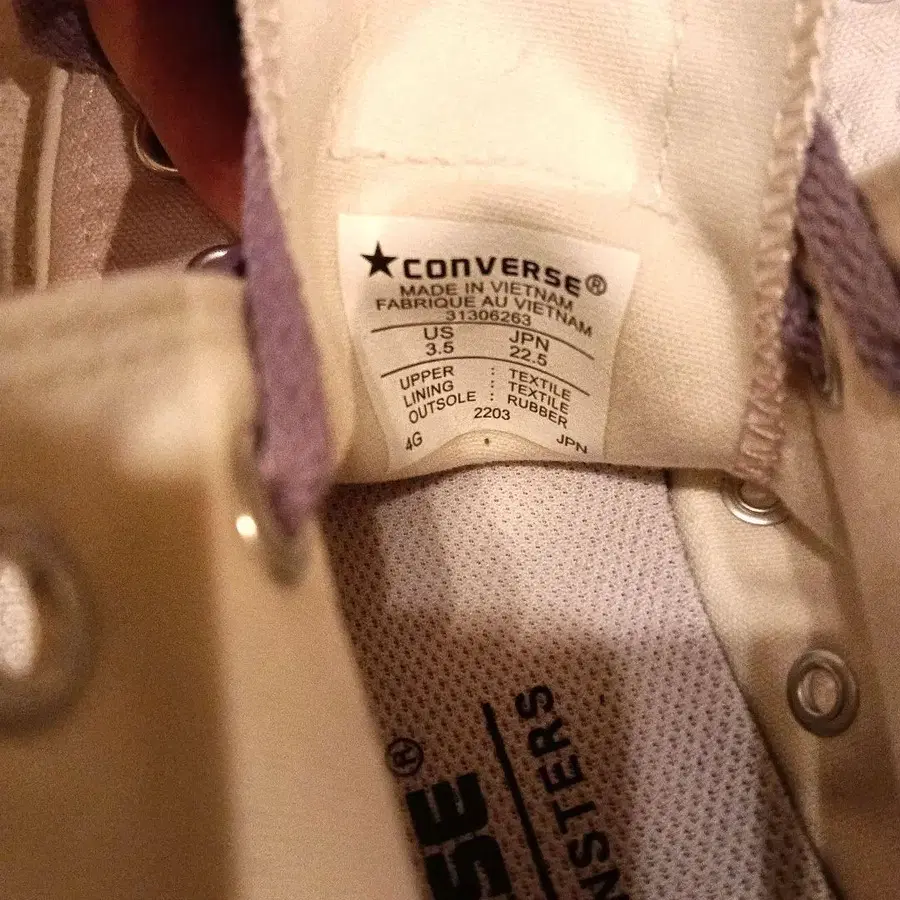 ★CONVERSE®
MADE IN VIETNAM
FABRIQUE AU VIETNAM
31306263
US JPN
3.5 22.5
UPPER : TEXTILE
LINING : TEXTILE
OUTSOLE : RUBBER
2203
4G JPN
®